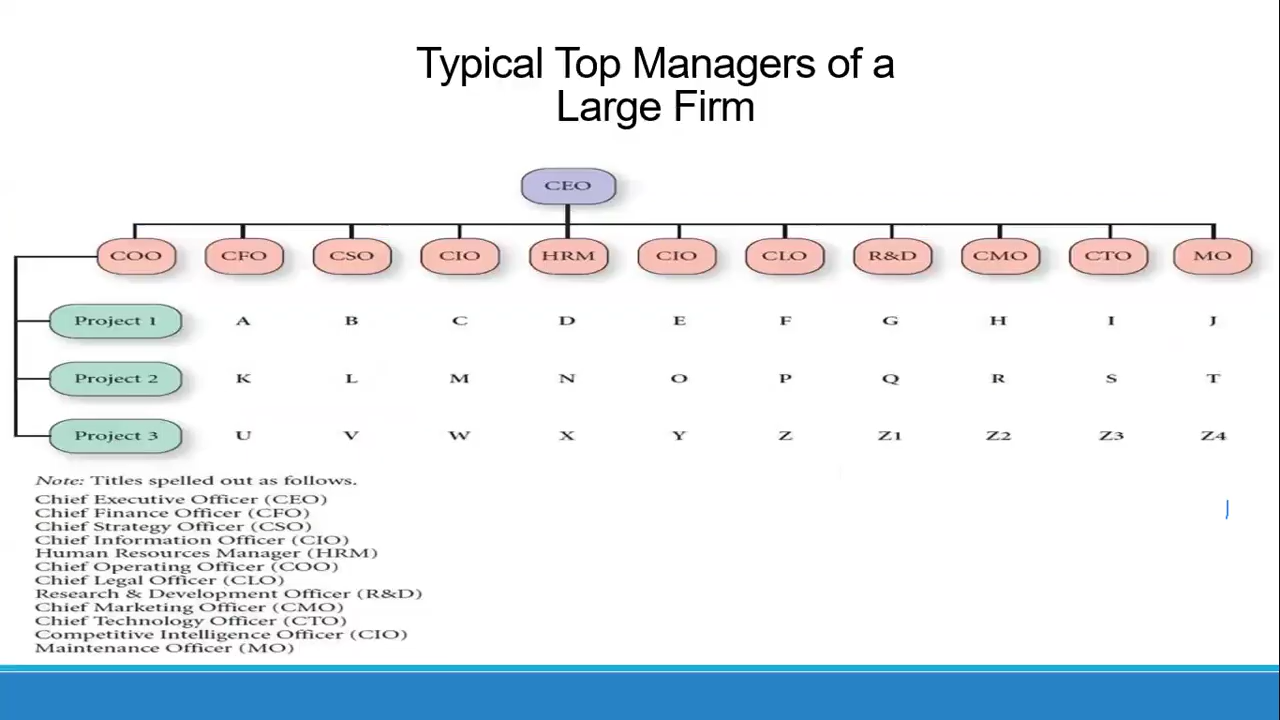 Typical Top Managers of a
Large Firm
CEO
COO CFO CSO CIO HRM CIO CLO R&D CMO CTO MO
Project 1 A B C D E F G H I J
Project 2 K L M N O P Q R S T
Project 3 U V W X Y Z Z1 Z2 Z3 Z4
Note: Titles spelled out as follows.
Chief Executive Officer (CEO)
Chief Finance Officer (CFO)
Chief Strategy Officer (CSO)
Chief Information Officer (CIO)
Human Resources Manager (HRM)
Chief Operating Officer (COO)
Chief Legal Officer (CLO)
Research & Development Officer (R&D)
Chief Marketing Officer (CMO)
Chief Technology Officer (CTO)
Competitive Intelligence Officer (CIO)
Maintenance Officer (MO)